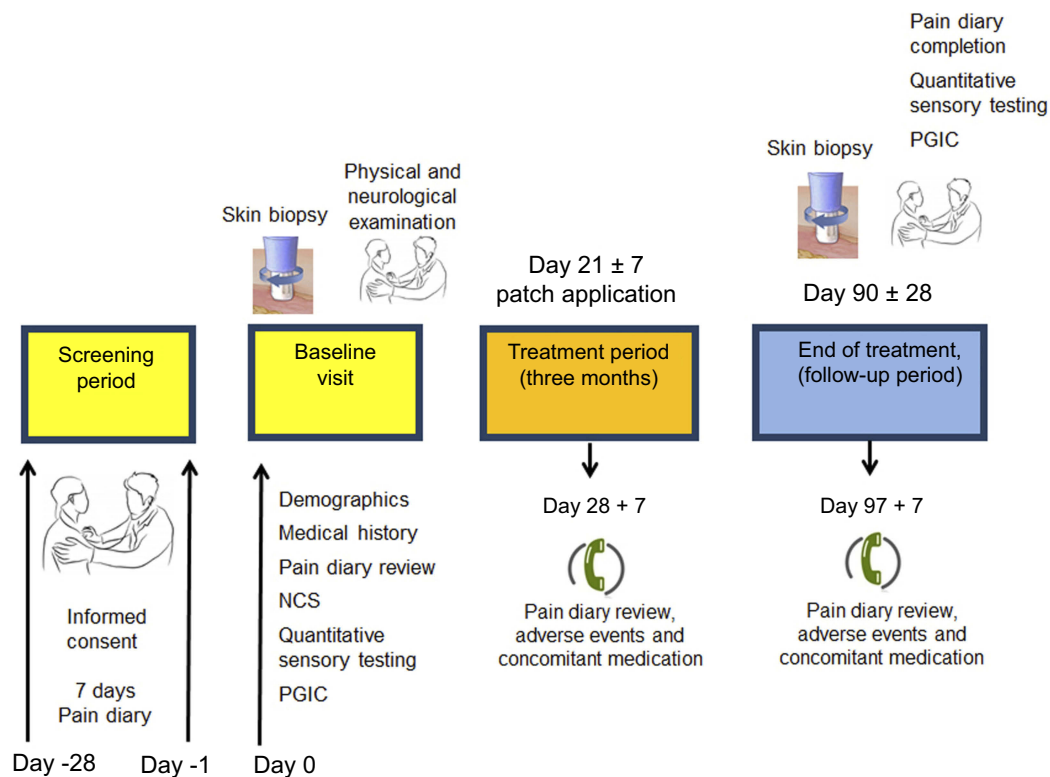 Pain diary
completion
Quantitative
sensory testing
PGIC
Skin biopsy
Physical and
neurological
examination
Skin biopsy
Day 21 ± 7
patch application
Day 90 ± 28
Screening
period
Baseline
visit
Treatment period
(three months)
End of treatment,
(follow-up period)
Informed
consent
7 days
Pain diary
Day -28
Day -1
Demographics
Medical history
Pain diary review
NCS
Quantitative
sensory testing
PGIC
Day 0
Day 28 + 7
Pain diary review,
adverse events and
concomitant medication
Day 97 + 7
Pain diary review,
adverse events and
concomitant medication